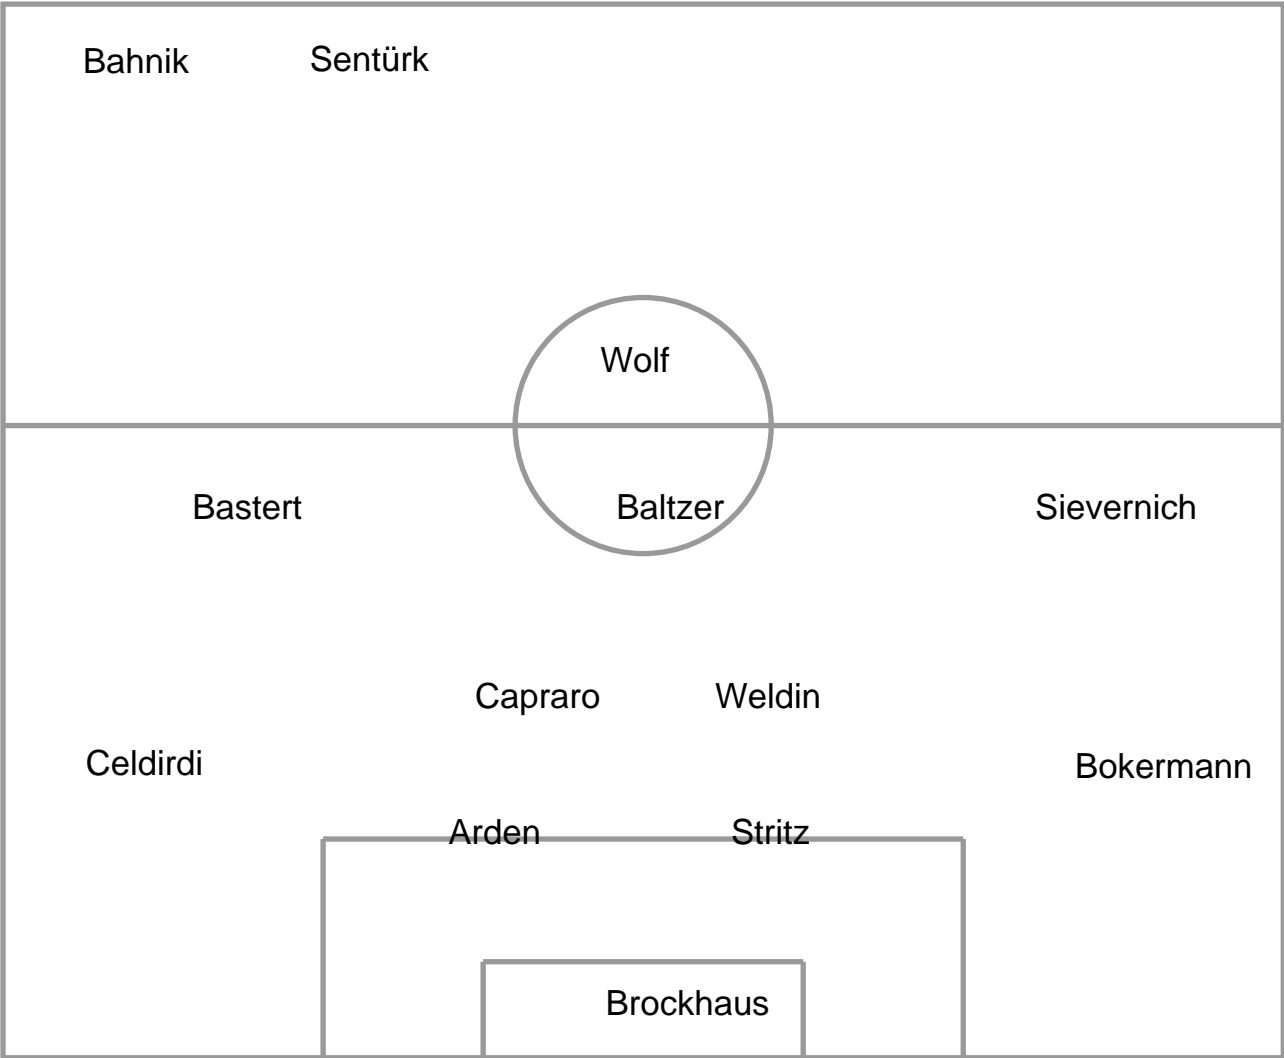 Bahnik Sentürk
Wolf
Bastert Baltzer Sievernich
Capraro Weldin
Celdirdi Bokermann
Arden Stritz
Brockhaus